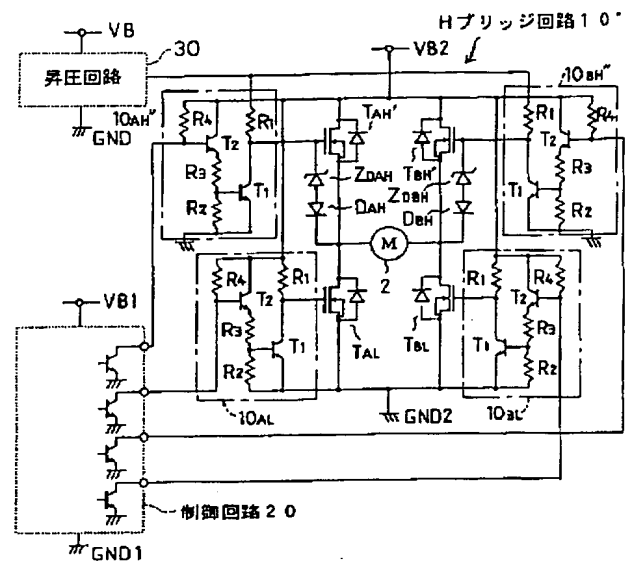 Hブリッジ回路10"
VB
30
VB2
昇圧回路
10AH"
10BH"
GND
R4
R1
TAH'
R1
R4
T2
T2
R3
TBH'
R3
ZDAH
ZDBH
T1
T1
R2
DAH
DBH
R2
M
2
R4
R1
R1
R4
T2
T2
VB1
R3
R3
T1
T1
R2
TAL
TBL
R2
10AL
GND2
10BL
制御回路20
GND1